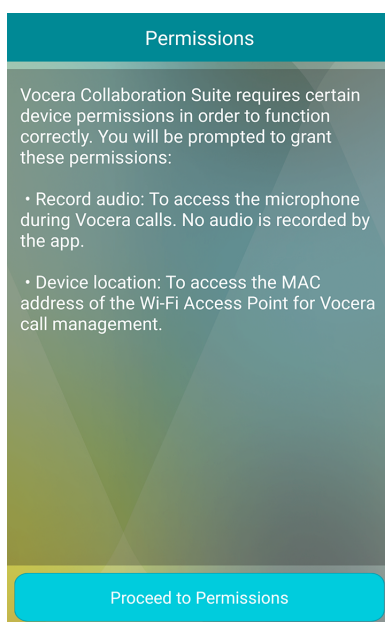 Permissions
Vocera Collaboration Suite requires certain
device permissions in order to function
correctly. You will be prompted to grant
these permissions:
• Record audio: To access the microphone
during Vocera calls. No audio is recorded by
the app.
• Device location: To access the MAC
address of the Wi-Fi Access Point for Vocera
call management.
Proceed to Permissions